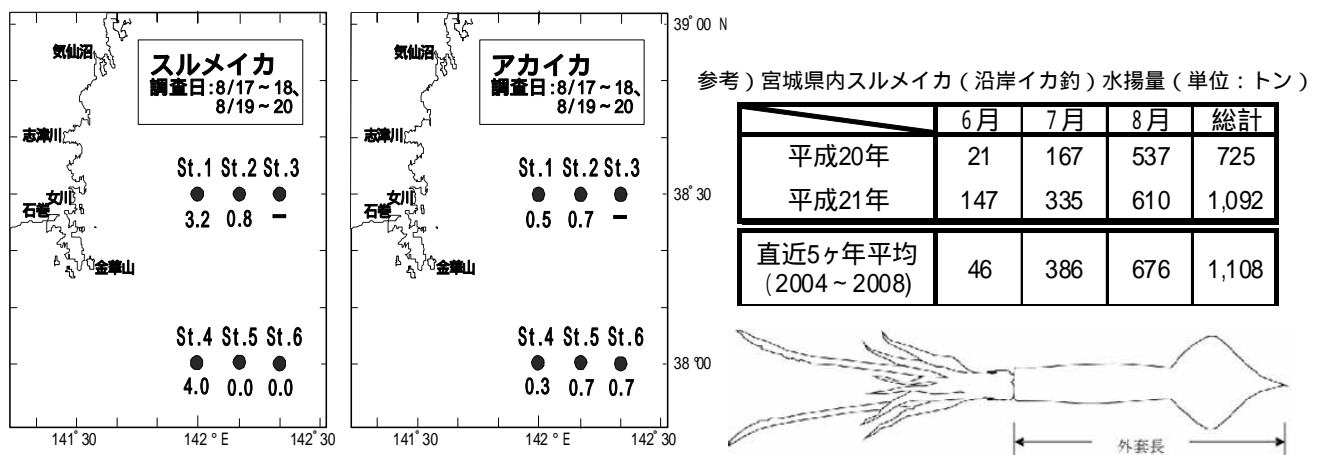 気仙沼
スルメイカ
調査日:8/17~18、
8/19~20
志津川
St.1 St.2 St.3
女川
石巻
3.2 0.8 −
金華山
St.4 St.5 St.6
4.0 0.0 0.0
141°30 142°E 142°30
39°00 N
気仙沼
アカイカ
調査日:8/17~18、
8/19~20
志津川
St.1 St.2 St.3
38°30
女川
石巻
0.5 0.7 −
金華山
St.4 St.5 St.6
38°00
0.3 0.7 0.7
141°30 142°E 142°30
参考)宮城県内スルメイカ(沿岸イカ釣)水揚量(単位:トン)
6月 7月 8月 総計
平成20年 21 167 537 725
平成21年 147 335 610 1,092
直近5ヶ年平均
(2004~2008) 46 386 676 1,108
外套長